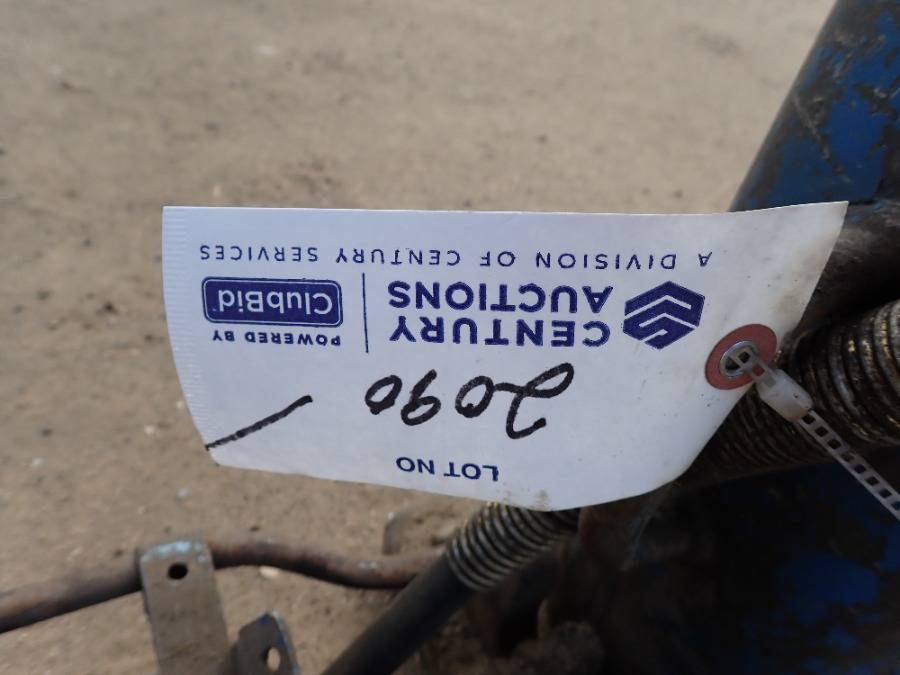 LOT NO
2090
CENTURY
AUCTIONS
POWERED BY
ClubBid
A DIVISION OF CENTURY SERVICES